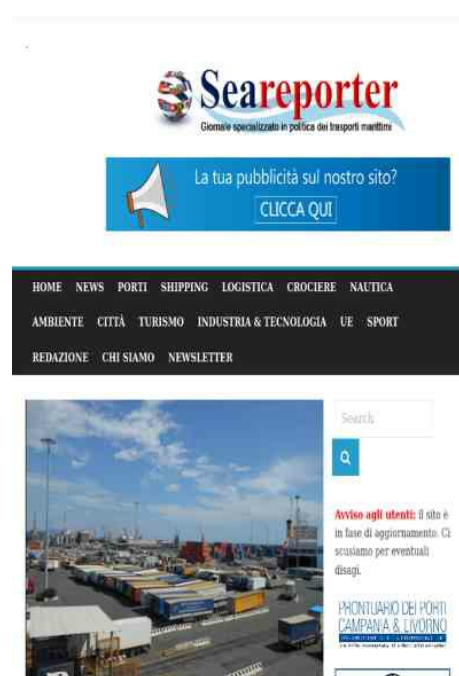 Seareporter
Giornale specializzato in politica dei trasporti marittimi
La tua pubblicità sul nostro sito?
CLICCA QUI
HOME NEWS PORTI SHIPPING LOGISTICA CROCIERE NAUTICA
AMBIENTE CITTÀ TURISMO INDUSTRIA & TECNOLOGIA UE SPORT
REDAZIONE CHI SIAMO NEWSLETTER
Search
Avviso agli utenti: il sito è
in fase di aggiornamento. Ci
scusiamo per eventuali
disagi.
PRONTUARIO DEI PORTI
CAMPANIA & LIVORNO